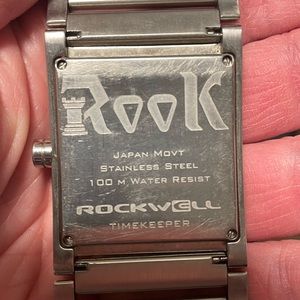 Rook
Japan Movt
Stainless Steel
100 m Water Resist
ROCKWELL
TIMEKEEPER